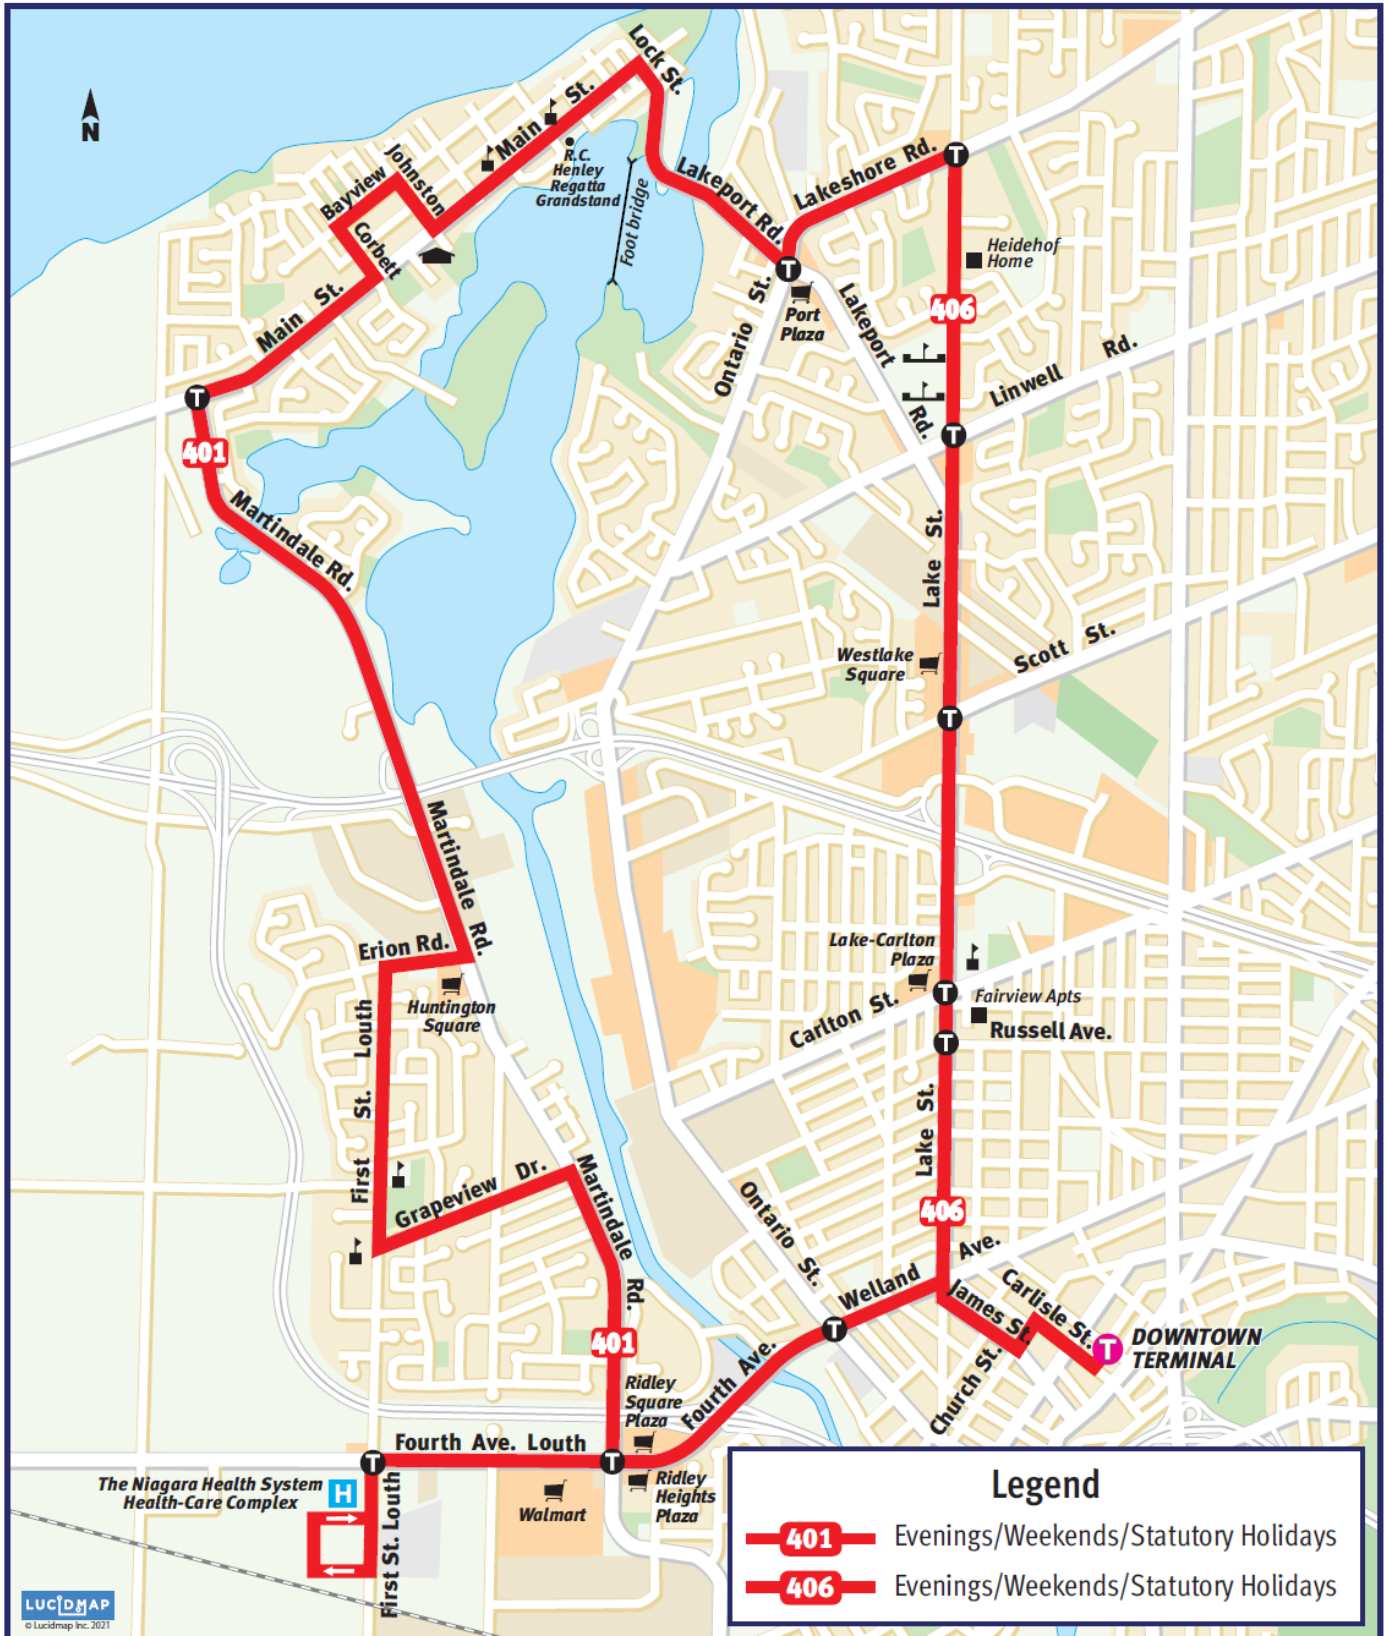 Lock St.
N
Main St.
R.C.
Henley
Regatta
Grandstand
Foot bridge
Johnston
Bayview
Corbett
Main St.
Lakeport Rd.
Lakeshore Rd.
T
Heidehof
Home
T
Port
Plaza
406
Ontario St.
Lakeport Rd.
Linwell Rd.
T
T
401
Martindale Rd.
Lake St.
Scott St.
Westlake
Square
T
Martindale Rd.
Erion Rd.
Huntington
Square
Lake-Carlton
Plaza
T
Fairview Apts
Carlton St.
Russell Ave.
T
First St. Louth
Lake St.
Grapeview Dr.
Martindale Rd.
Ontario St.
406
Welland Ave.
James St.
Carlisle St.
T
DOWNTOWN
TERMINAL
T
401
Church St.
Fourth Ave.
Ridley
Square
Plaza
Fourth Ave. Louth
T
T
The Niagara Health System
Health-Care Complex
H
Walmart
Ridley
Heights
Plaza
First St. Louth
Legend
401 Evenings/Weekends/Statutory Holidays
406 Evenings/Weekends/Statutory Holidays
LUCIDMAP
© Lucidmap Inc. 2021